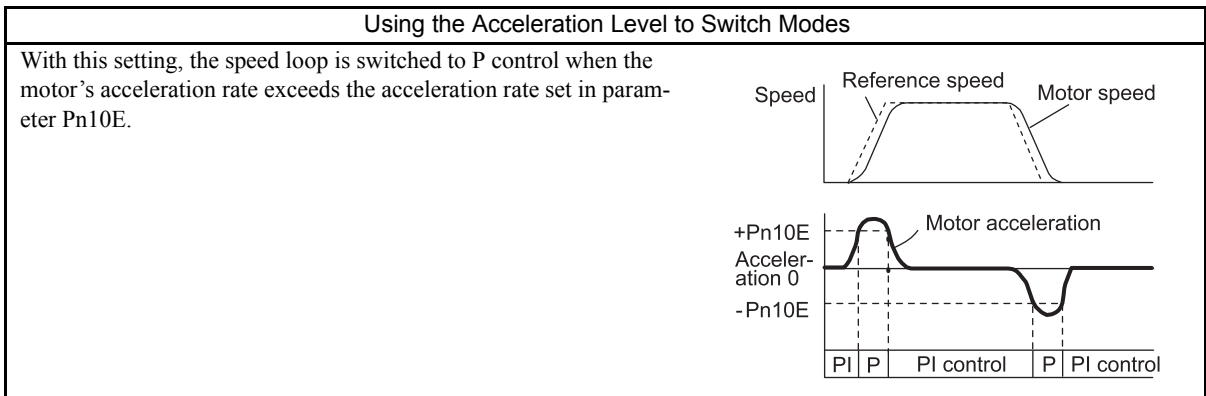 Using the Acceleration Level to Switch Modes
With this setting, the speed loop is switched to P control when the
motor's acceleration rate exceeds the acceleration rate set in param-
eter Pn10E.
Speed
Reference speed
Motor speed
+Pn10E
Motor acceleration
Acceler-
ation 0
-Pn10E
PI P PI control P PI control